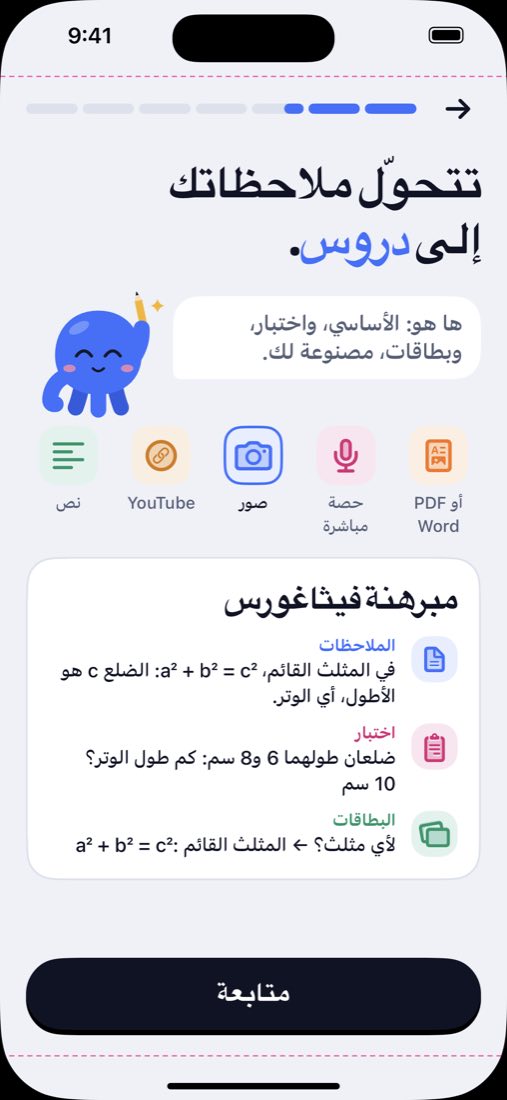 9:41
تتحوّل ملاحظاتك
إلى دروس.
ها هو: الأساسي، واختبار،
وبطاقات، مصنوعة لك.
PDF أو
Word
حصة
مباشرة
صور
YouTube
نص
مبرهنة فيثاغورس
الملاحظات
في المثلث القائم، a² + b² = c²: الضلع c هو
الأطول، أي الوتر.
اختبار
ضلعان طولهما 6 و8 سم: كم طول الوتر؟
10 سم
البطاقات
a² + b² = c²: لأي مثلث؟ ← المثلث القائم
متابعة